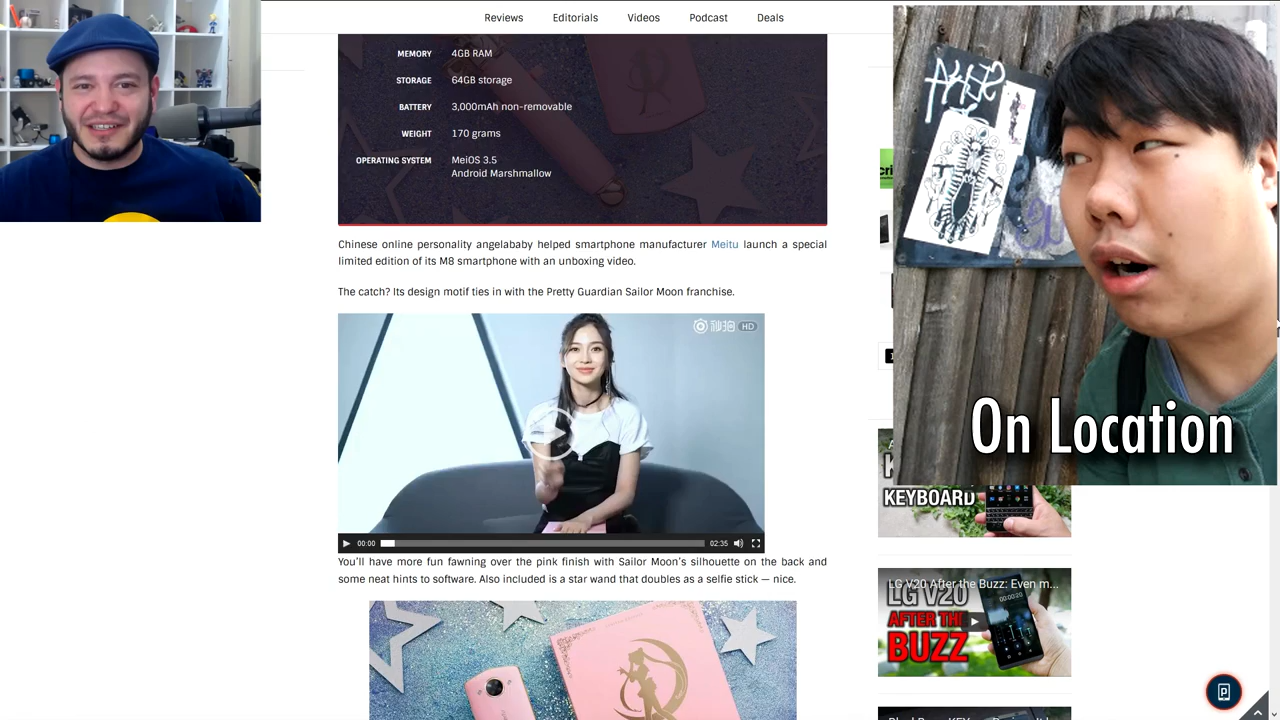 Reviews
Editorials
Videos
Podcast
Deals
MEMORY 4GB RAM
STORAGE 64GB storage
BATTERY 3,000mAh non-removable
WEIGHT 170 grams
OPERATING SYSTEM MeiOS 3.5
Android Marshmallow
Chinese online personality angelababy helped smartphone manufacturer Meitu launch a special
limited edition of its M8 smartphone with an unboxing video.
The catch? Its design motif ties in with the Pretty Guardian Sailor Moon franchise.
秒拍 HD
00:00
02:35
You'll have more fun fawning over the pink finish with Sailor Moon's silhouette on the back and
some neat hints to software. Also included is a star wand that doubles as a selfie stick — nice.
On Location
KEYBOARD
LG V20 After the Buzz: Even m...
LG V20
AFTER THE
BUZZ
00:00:20